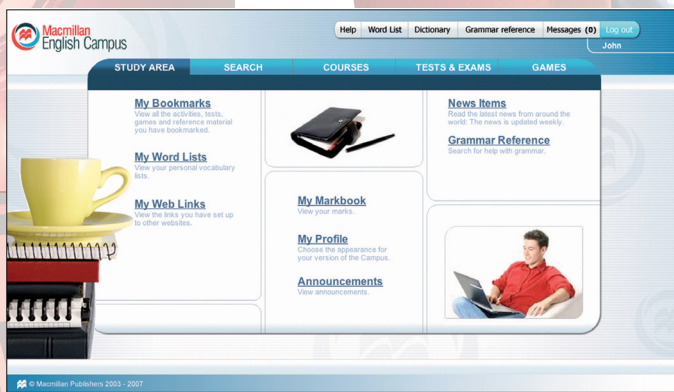 Macmillan
English Campus
Help Word List Dictionary Grammar reference Messages (0) Log out
John
STUDY AREA SEARCH COURSES TESTS & EXAMS GAMES
My Bookmarks
View all the activities, tests,
games and reference material
you have bookmarked.
My Word Lists
View your personal vocabulary
lists.
My Web Links
View the links you have set up
to other websites.
My Markbook
View your marks.
My Profile
Choose the appearance for
your version of the Campus.
Announcements
View announcements.
News Items
Read the latest news from around the
world. The news is updated weekly.
Grammar Reference
Search for help with grammar.
© Macmillan Publishers 2003 - 2007